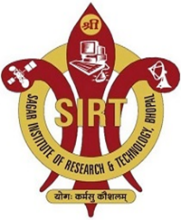 श्री
SIRT
SAGAR INSTITUTE OF RESEARCH & TECHNOLOGY, BHOPAL
योगः कर्मसु कौशलम्